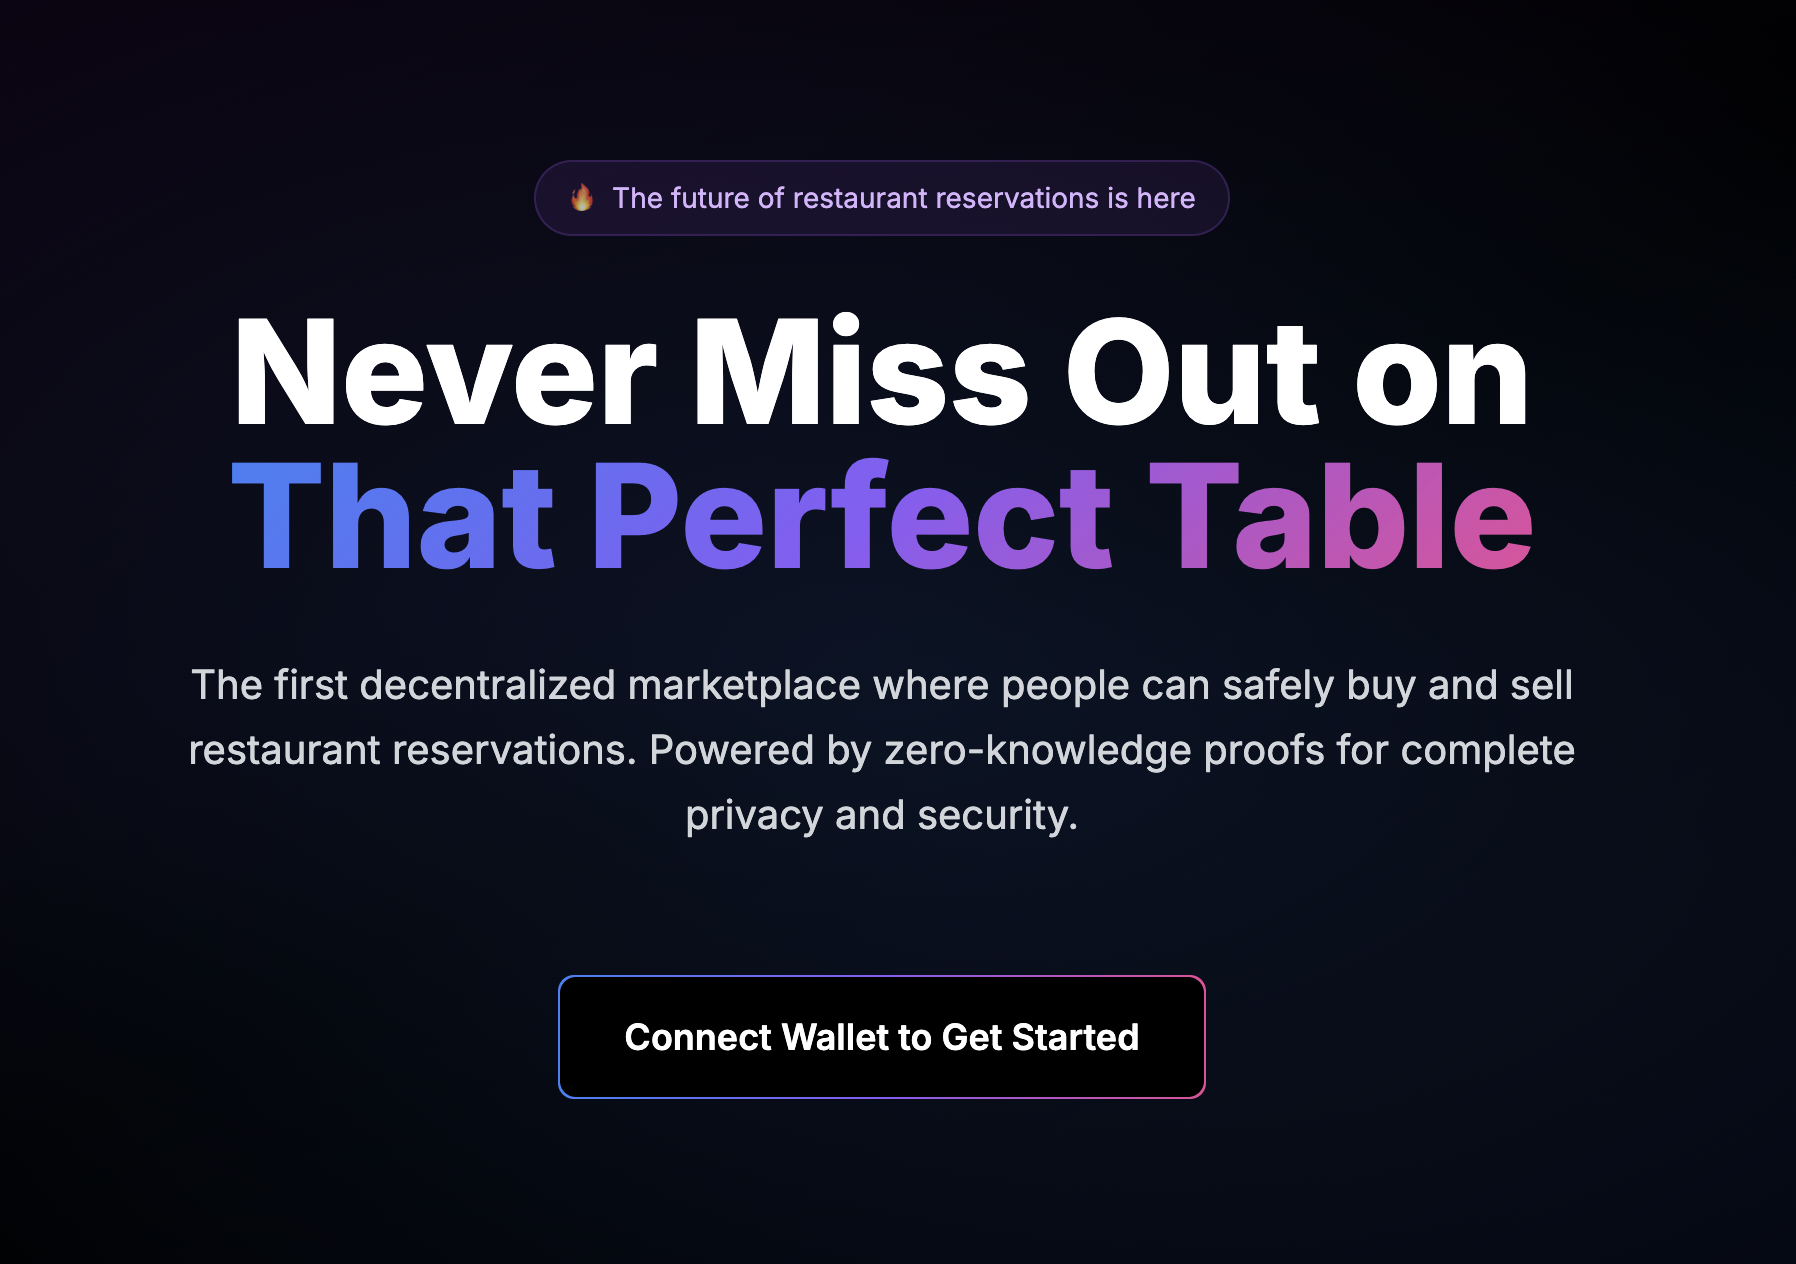 🔥 The future of restaurant reservations is here
Never Miss Out on
That Perfect Table
The first decentralized marketplace where people can safely buy and sell
restaurant reservations. Powered by zero-knowledge proofs for complete
privacy and security.
Connect Wallet to Get Started